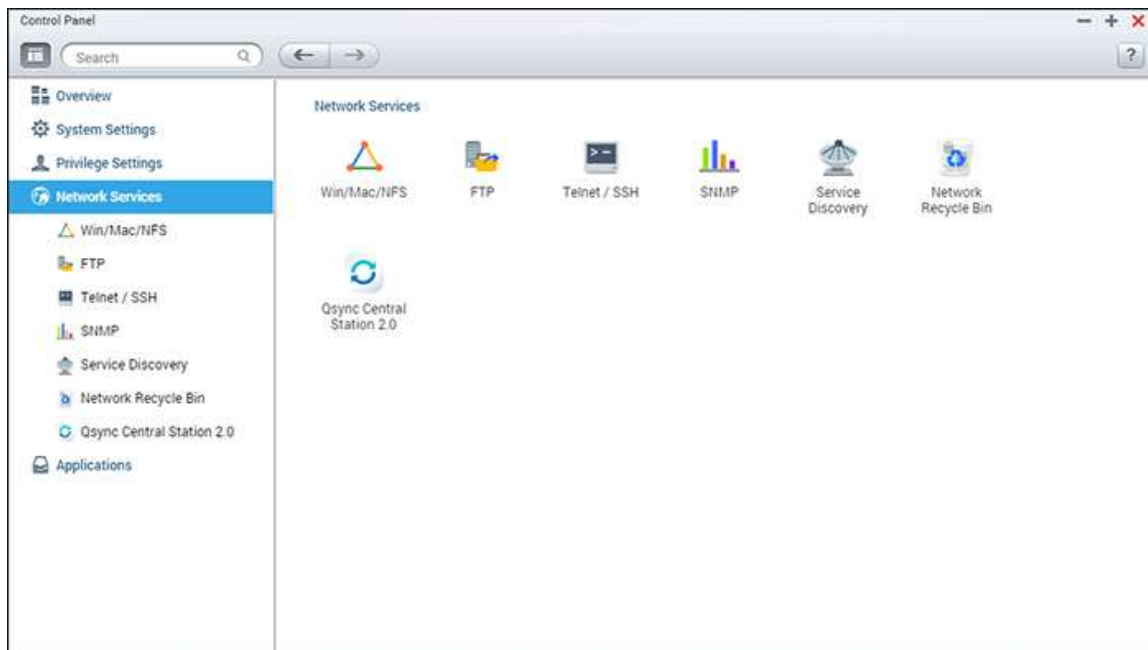 Control Panel
Search
?
Overview
System Settings
Privilege Settings
Network Services
Win/Mac/NFS
FTP
Telnet / SSH
SNMP
Service Discovery
Network Recycle Bin
Qsync Central Station 2.0
Applications
Network Services
Win/Mac/NFS
FTP
Telnet / SSH
SNMP
Service
Discovery
Network
Recycle Bin
Qsync Central
Station 2.0